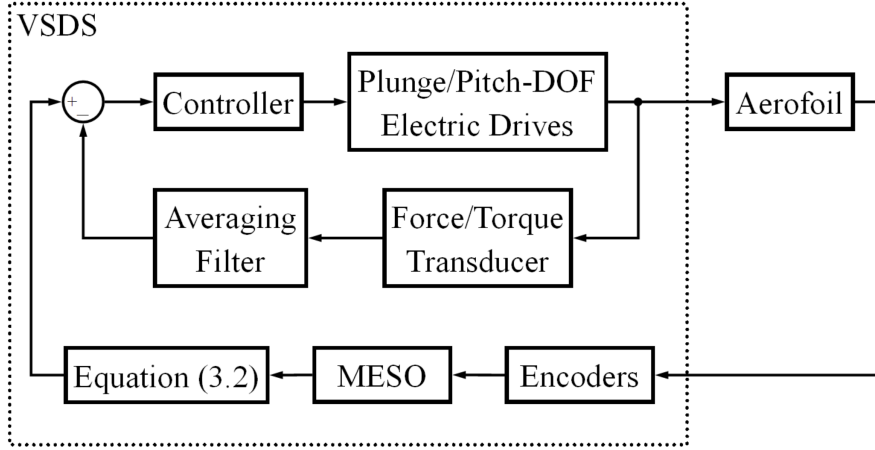 VSDS
+
−
Controller
Plunge/Pitch-DOF
Electric Drives
Aerofoil
Averaging
Filter
Force/Torque
Transducer
Equation (3.2)
MESO
Encoders